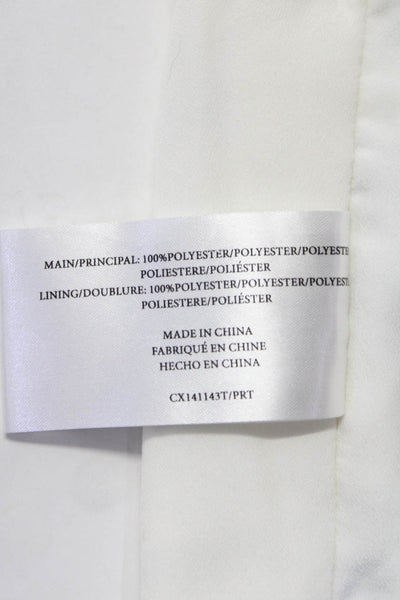 MAIN/PRINCIPAL: 100%POLYESTER/POLYESTER/POLYESTE
POLIESTERE/POLIÉSTER
LINING/DOUBLURE: 100%POLYESTER/POLYESTER/POLYESTE
POLIESTERE/POLIÉSTER
MADE IN CHINA
FABRIQUÉ EN CHINE
HECHO EN CHINA
CX141143T/PRT